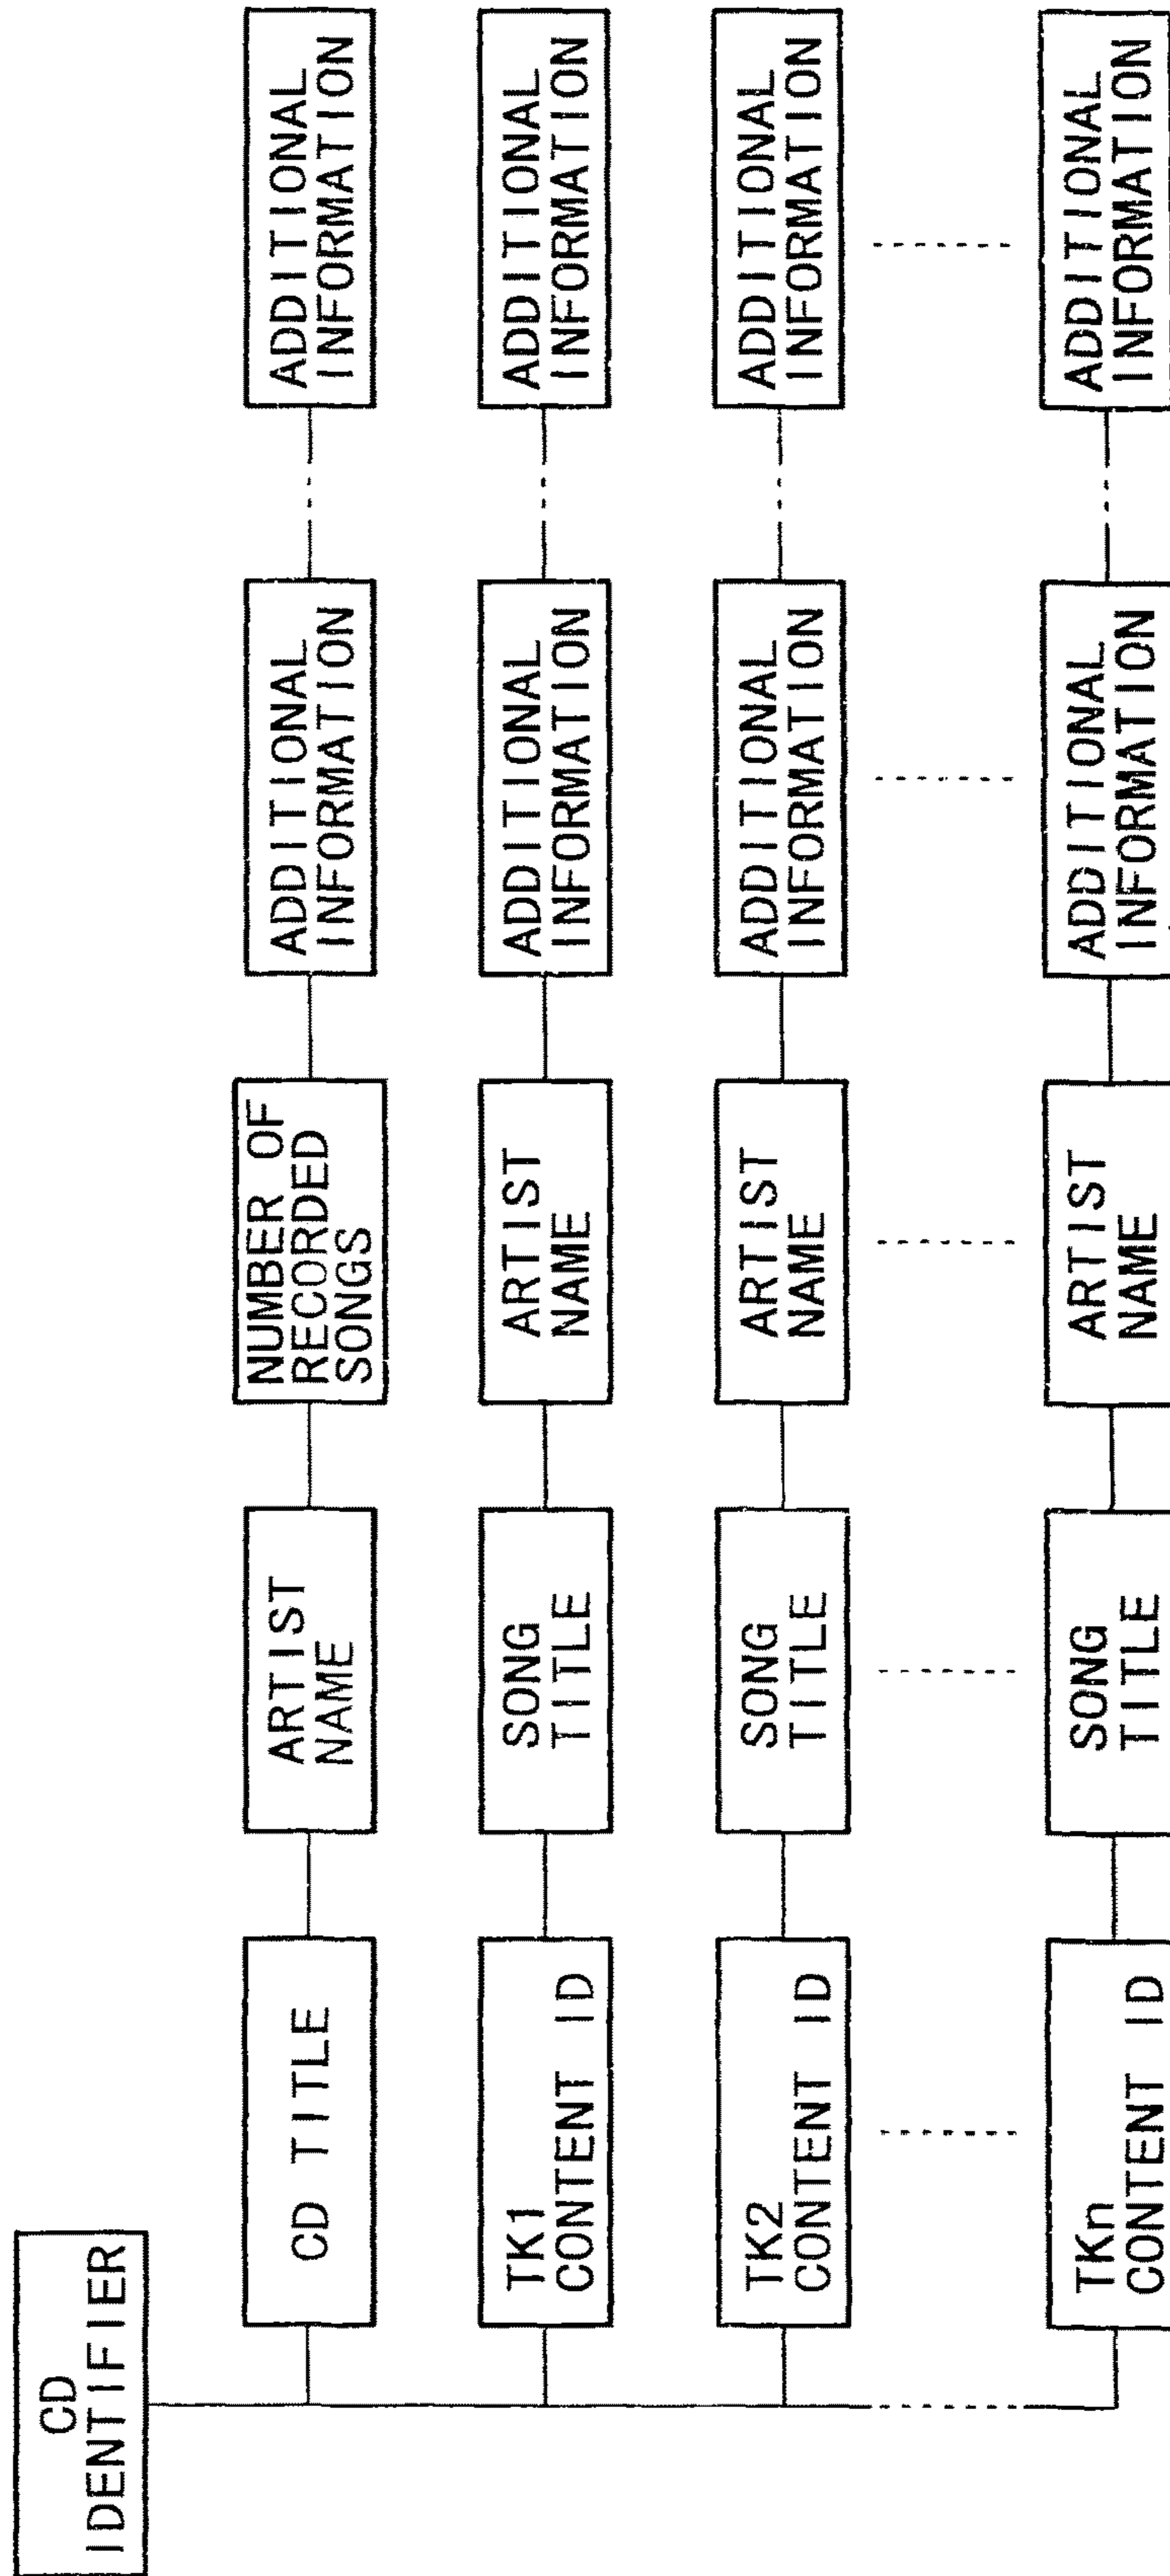 CD
IDENTIFIER
CD TITLE
ARTIST
NAME
NUMBER OF
RECORDED
SONGS
ADDITIONAL
INFORMATION
ADDITIONAL
INFORMATION
TK1
CONTENT ID
SONG
TITLE
ARTIST
NAME
ADDITIONAL
INFORMATION
ADDITIONAL
INFORMATION
TK2
CONTENT ID
SONG
TITLE
ARTIST
NAME
ADDITIONAL
INFORMATION
ADDITIONAL
INFORMATION
TKn
CONTENT ID
SONG
TITLE
ARTIST
NAME
ADDITIONAL
INFORMATION
ADDITIONAL
INFORMATION